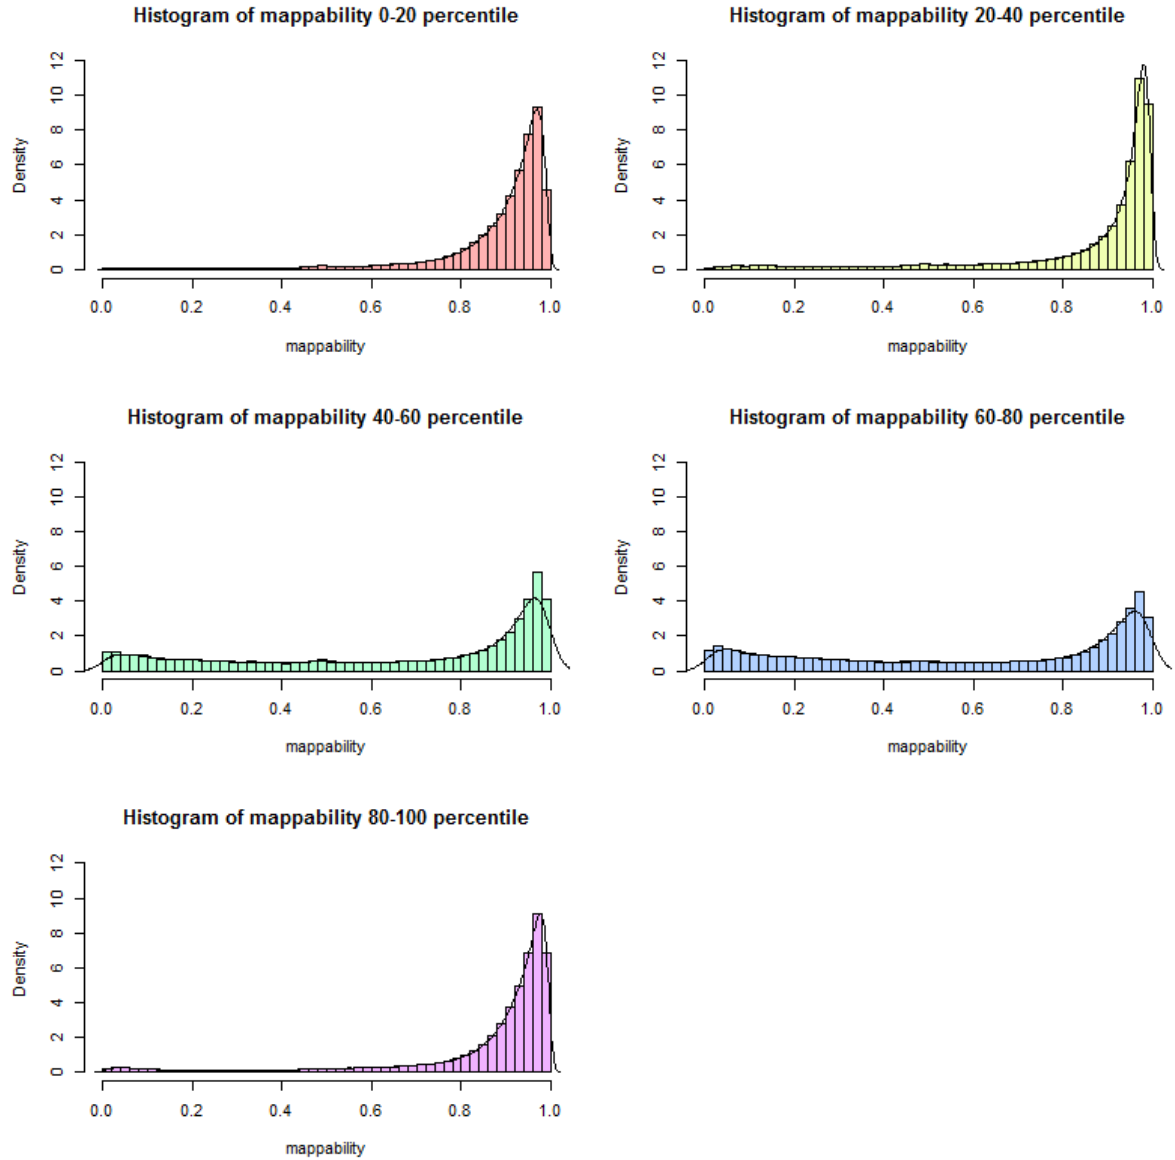 Histogram of mappability 0-20 percentile
Density
0 2 4 6 8 10 12
0.0 0.2 0.4 0.6 0.8 1.0
mappability
Histogram of mappability 20-40 percentile
Density
0 2 4 6 8 10 12
0.0 0.2 0.4 0.6 0.8 1.0
mappability
Histogram of mappability 40-60 percentile
Density
0 2 4 6 8 10 12
0.0 0.2 0.4 0.6 0.8 1.0
mappability
Histogram of mappability 60-80 percentile
Density
0 2 4 6 8 10 12
0.0 0.2 0.4 0.6 0.8 1.0
mappability
Histogram of mappability 80-100 percentile
Density
0 2 4 6 8 10 12
0.0 0.2 0.4 0.6 0.8 1.0
mappability